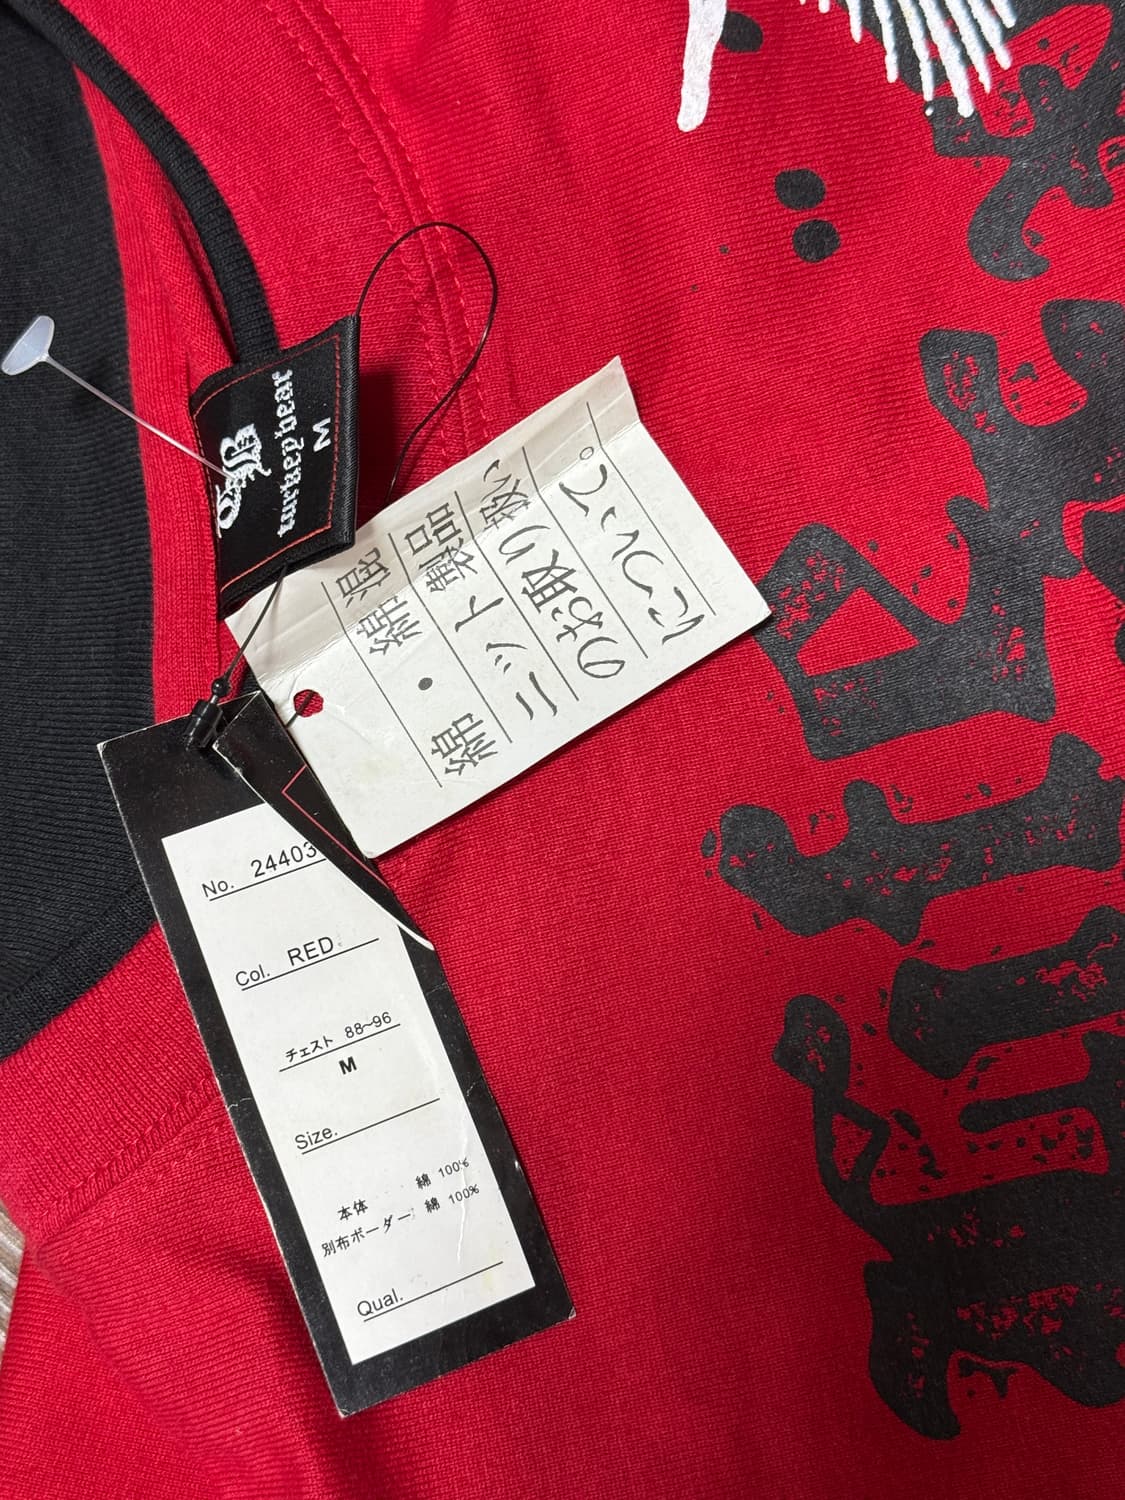 M
綿・綿混
ニット製品
のお取り扱い
について。
No. 24403
Col. RED
チェスト 88~96
M
Size.
本体 綿 100%
別布ボーダー 綿 100%
Qual.